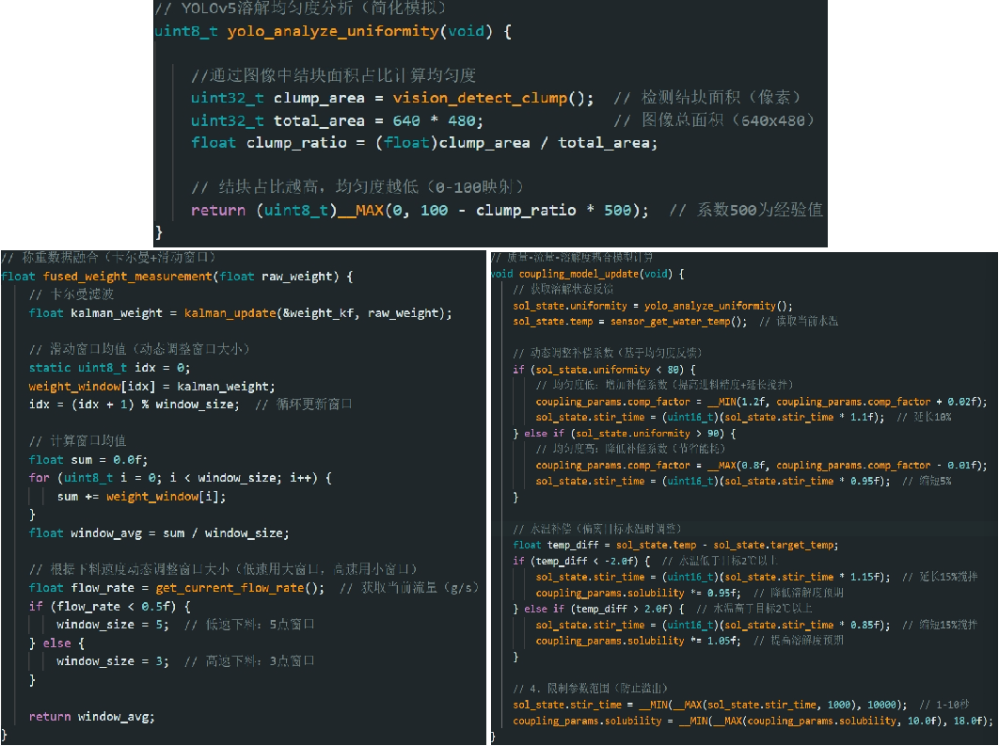 // YOLOv5溶解均匀度分析（简化模拟）
uint8_t yolo_analyze_uniformity(void) {
//通过图像中结块面积占比计算均匀度
uint32_t clump_area = vision_detect_clump();  // 检测结块面积（像素）
uint32_t total_area = 640 * 480;              // 图像总面积（640x480）
float clump_ratio = (float)clump_area / total_area;
// 结块占比越高，均匀度越低（0-100映射）
return (uint8_t)__MAX(0, 100 - clump_ratio * 500);  // 系数500为经验值
}
// 称重数据融合（卡尔曼+滑动窗口）
float fused_weight_measurement(float raw_weight) {
// 卡尔曼滤波
float kalman_weight = kalman_update(&weight_kf, raw_weight);
// 滑动窗口均值（动态调整窗口大小）
static uint8_t idx = 0;
weight_window[idx] = kalman_weight;
idx = (idx + 1) % window_size;  // 循环更新窗口
// 计算窗口均值
float sum = 0.0f;
for (uint8_t i = 0; i < window_size; i++) {
sum += weight_window[i];
}
float window_avg = sum / window_size;
// 根据下料速度动态调整窗口大小（低速用大窗口，高速用小窗口）
float flow_rate = get_current_flow_rate();  // 获取当前流量（g/s）
if (flow_rate < 0.5f) {
window_size = 5;  // 低速下料：5点窗口
} else {
window_size = 3;  // 高速下料：3点窗口
}
return window_avg;
}
// 质量-流量-溶解度耦合模型计算
void coupling_model_update(void) {
// 获取溶解状态反馈
sol_state.uniformity = yolo_analyze_uniformity();
sol_state.temp = sensor_get_water_temp();  // 读取当前水温
// 动态调整补偿系数（基于均匀度反馈）
if (sol_state.uniformity < 80) {
// 均匀度低：增加补偿系数（提高进料精度+延长搅拌）
coupling_params.comp_factor = __MIN(1.2f, coupling_params.comp_factor + 0.02f);
sol_state.stir_time = (uint16_t)(sol_state.stir_time * 1.1f);  // 延长10%
} else if (sol_state.uniformity > 90) {
// 均匀度高：降低补偿系数（节省能耗）
coupling_params.comp_factor = __MAX(0.8f, coupling_params.comp_factor - 0.01f);
sol_state.stir_time = (uint16_t)(sol_state.stir_time * 0.95f);  // 缩短5%
}
// 水温补偿（偏离目标水温时调整）
float temp_diff = sol_state.temp - sol_state.target_temp;
if (temp_diff < -2.0f) {  // 水温低于目标2℃以上
sol_state.stir_time = (uint16_t)(sol_state.stir_time * 1.15f);  // 延长15%搅拌
coupling_params.solubility *= 0.95f;  // 降低溶解度预期
} else if (temp_diff > 2.0f) {  // 水温高于目标2℃以上
sol_state.stir_time = (uint16_t)(sol_state.stir_time * 0.85f);  // 缩短15%搅拌
coupling_params.solubility *= 1.05f;  // 提高溶解度预期
}
// 4. 限制参数范围（防止溢出）
sol_state.stir_time = __MIN(__MAX(sol_state.stir_time, 1000), 10000);  // 1-10秒
coupling_params.solubility = __MIN(__MAX(coupling_params.solubility, 10.0f), 18.0f);
}